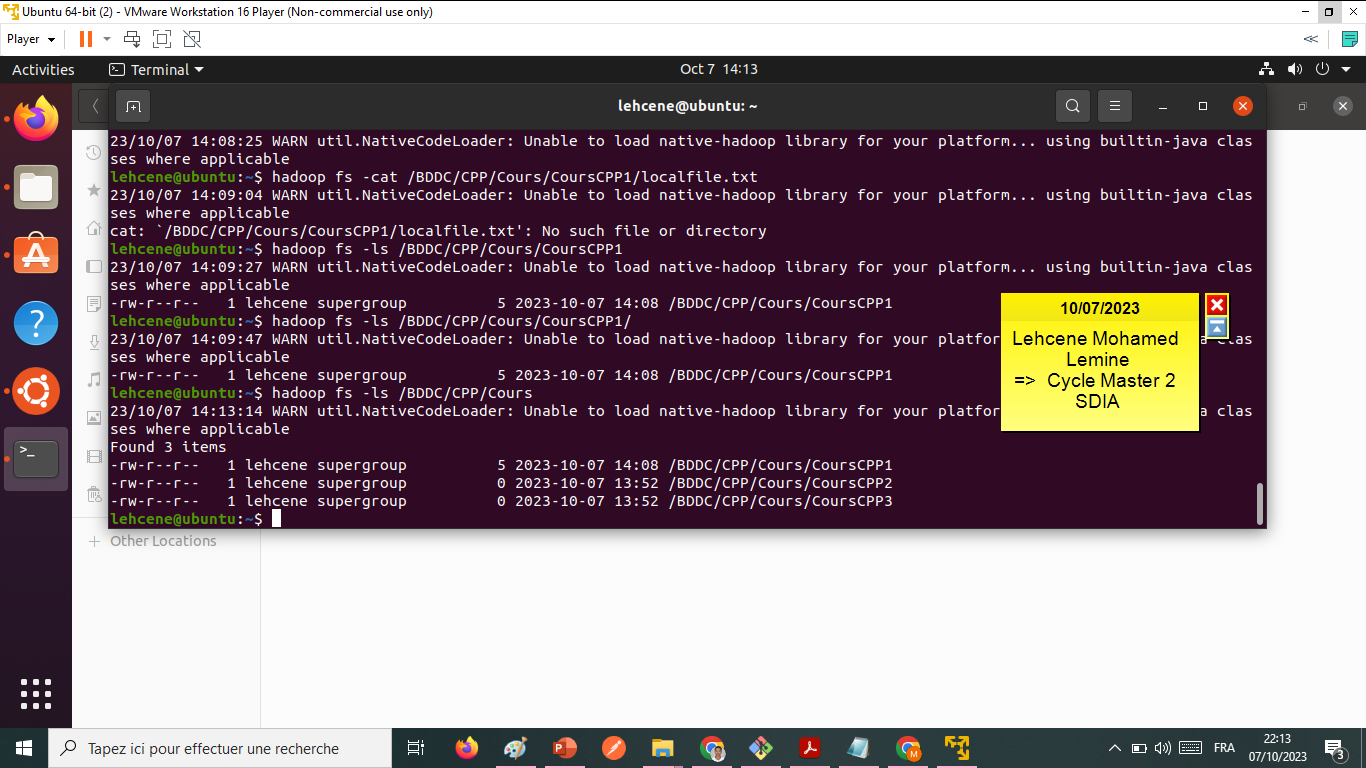 Ubuntu 64-bit (2) - VMware Workstation 16 Player (Non-commercial use only)
Player
Activities
Terminal
Oct 7 14:13
lehcene@ubuntu: ~
23/10/07 14:08:25 WARN util.NativeCodeLoader: Unable to load native-hadoop library for your platform... using builtin-java clas
ses where applicable
lehcene@ubuntu:~$ hadoop fs -cat /BDDC/CPP/Cours/CoursCPP1/localfile.txt
23/10/07 14:09:04 WARN util.NativeCodeLoader: Unable to load native-hadoop library for your platform... using builtin-java clas
ses where applicable
cat: `/BDDC/CPP/Cours/CoursCPP1/localfile.txt': No such file or directory
lehcene@ubuntu:~$ hadoop fs -ls /BDDC/CPP/Cours/CoursCPP1
23/10/07 14:09:27 WARN util.NativeCodeLoader: Unable to load native-hadoop library for your platform... using builtin-java clas
ses where applicable
-rw-r--r-- 1 lehcene supergroup 5 2023-10-07 14:08 /BDDC/CPP/Cours/CoursCPP1
lehcene@ubuntu:~$ hadoop fs -ls /BDDC/CPP/Cours/CoursCPP1/
23/10/07 14:09:47 WARN util.NativeCodeLoader: Unable to load native-hadoop library for your platfor clas
ses where applicable
-rw-r--r-- 1 lehcene supergroup 5 2023-10-07 14:08 /BDDC/CPP/Cours/CoursCPP1
lehcene@ubuntu:~$ hadoop fs -ls /BDDC/CPP/Cours
23/10/07 14:13:14 WARN util.NativeCodeLoader: Unable to load native-hadoop library for your platfor a clas
ses where applicable
Found 3 items
-rw-r--r-- 1 lehcene supergroup 5 2023-10-07 14:08 /BDDC/CPP/Cours/CoursCPP1
-rw-r--r-- 1 lehcene supergroup 0 2023-10-07 13:52 /BDDC/CPP/Cours/CoursCPP2
-rw-r--r-- 1 lehcene supergroup 0 2023-10-07 13:52 /BDDC/CPP/Cours/CoursCPP3
lehcene@ubuntu:~$
10/07/2023
Lehcene Mohamed
Lemine
=> Cycle Master 2
SDIA
+ Other Locations
Tapez ici pour effectuer une recherche
FRA
22:13
07/10/2023
3